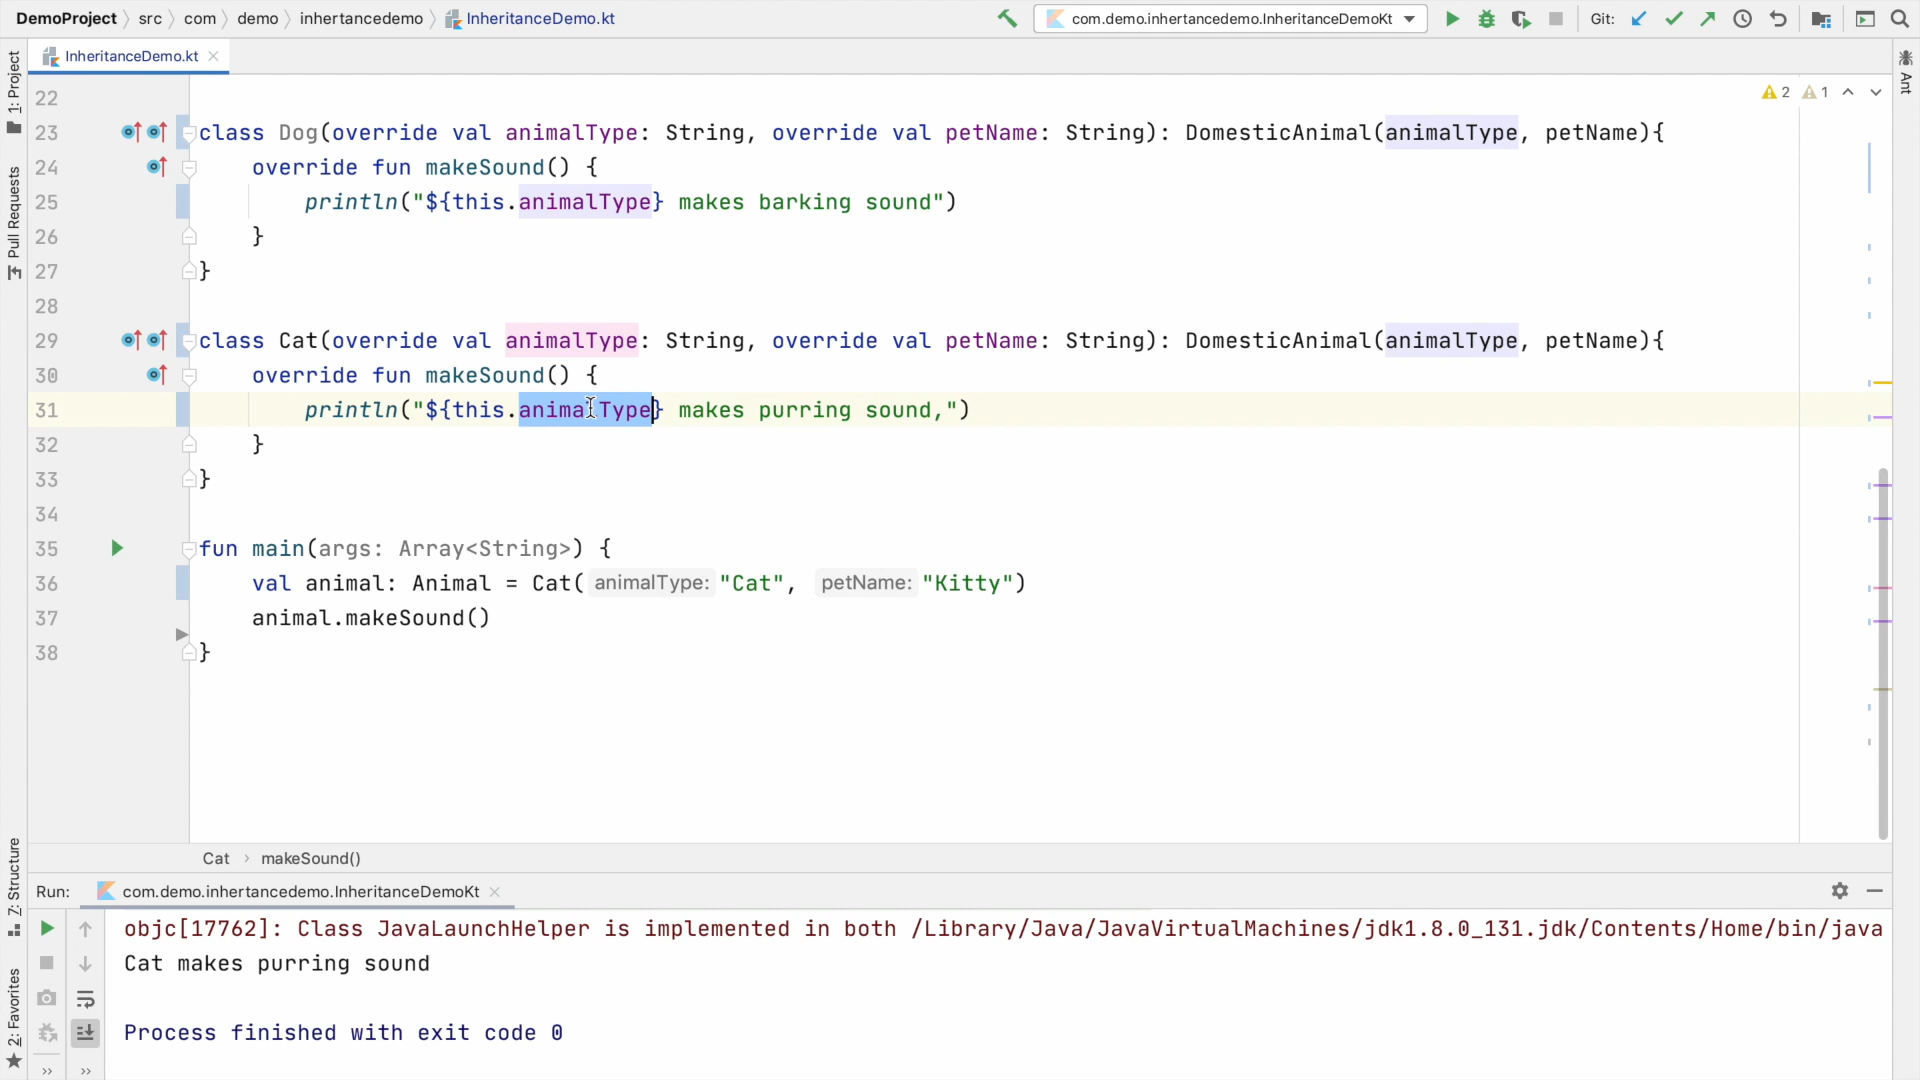 DemoProject src com demo inhertancedemo InheritanceDemo.kt com.demo.inhertancedemo.InheritanceDemoKt Git:
InheritanceDemo.kt
1: Project
Pull Requests
7: Structure
2: Favorites
Ant
2 1
22
23 class Dog(override val animalType: String, override val petName: String): DomesticAnimal(animalType, petName){
24 override fun makeSound() {
25 println("${this.animalType} makes barking sound")
26 }
27 }
28
29 class Cat(override val animalType: String, override val petName: String): DomesticAnimal(animalType, petName){
30 override fun makeSound() {
31 println("${this.animalType} makes purring sound,")
32 }
33 }
34
35 fun main(args: Array<String>) {
36 val animal: Animal = Cat( animalType: "Cat", petName: "Kitty")
37 animal.makeSound()
38 }
Cat › makeSound()
Run: com.demo.inhertancedemo.InheritanceDemoKt
objc[17762]: Class JavaLaunchHelper is implemented in both /Library/Java/JavaVirtualMachines/jdk1.8.0_131.jdk/Contents/Home/bin/java
Cat makes purring sound
Process finished with exit code 0